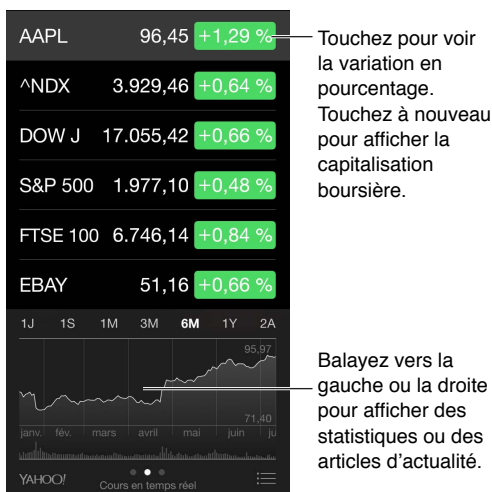 AAPL 96,45 +1,29 %
^NDX 3.929,46 +0,64 %
DOW J 17.055,42 +0,66 %
S&P 500 1.977,10 +0,48 %
FTSE 100 6.746,14 +0,84 %
EBAY 51,16 +0,66 %
1J 1S 1M 3M 6M 1Y 2A
95,97
71,40
janv. fév. mars avril mai juin ju
YAHOO!
Cours en temps réel
Touchez pour voir
la variation en
pourcentage.
Touchez à nouveau
pour afficher la
capitalisation
boursière.
Balayez vers la
gauche ou la droite
pour afficher des
statistiques ou des
articles d'actualité.